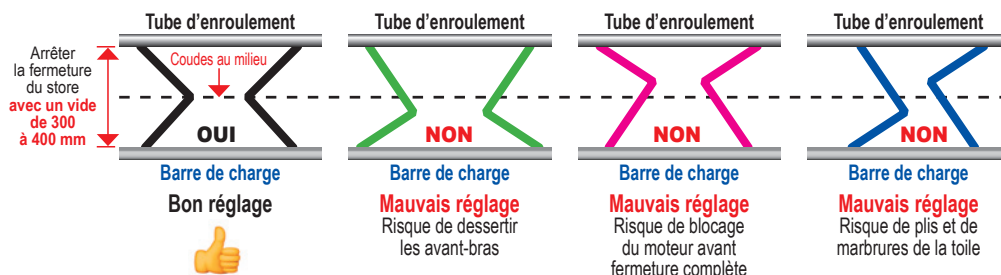 Tube d'enroulement
Arrêter
la fermeture
du store
avec un vide
de 300
à 400 mm
Coudes au milieu
OUI
Barre de charge
Bon réglage
Tube d'enroulement
NON
Barre de charge
Mauvais réglage
Risque de dessertir
les avant-bras
Tube d'enroulement
NON
Barre de charge
Mauvais réglage
Risque de blocage
du moteur avant
fermeture complète
Tube d'enroulement
NON
Barre de charge
Mauvais réglage
Risque de plis et de
marbrures de la toile